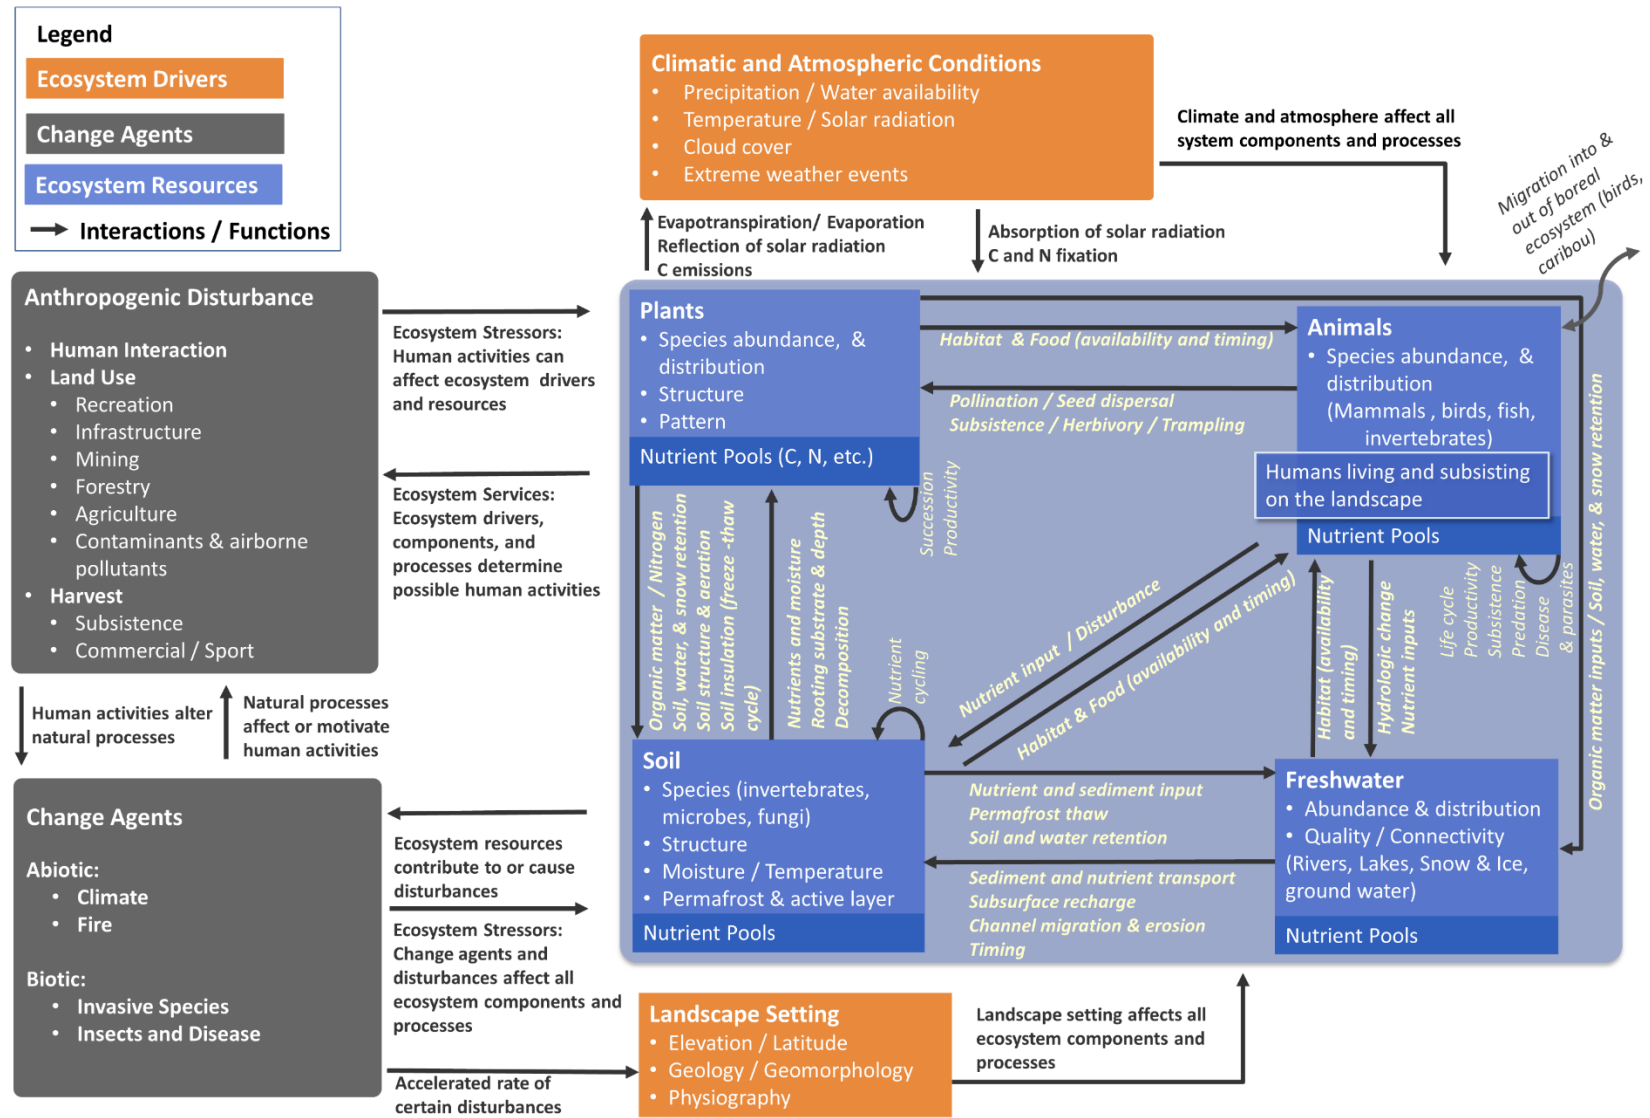 Legend
Ecosystem Drivers
Change Agents
Ecosystem Resources
Interactions / Functions
Climatic and Atmospheric Conditions
• Precipitation / Water availability
• Temperature / Solar radiation
• Cloud cover
• Extreme weather events
Climate and atmosphere affect all
system components and processes
Migration into &
out of boreal
ecosystem (birds,
caribou)
Evapotranspiration/ Evaporation
Reflection of solar radiation
C emissions
Absorption of solar radiation
C and N fixation
Anthropogenic Disturbance
• Human Interaction
• Land Use
• Recreation
• Infrastructure
• Mining
• Forestry
• Agriculture
• Contaminants & airborne
pollutants
• Harvest
• Subsistence
• Commercial / Sport
Ecosystem Stressors:
Human activities can
affect ecosystem drivers
and resources
Ecosystem Services:
Ecosystem drivers,
components, and
processes determine
possible human activities
Plants
• Species abundance, &
distribution
• Structure
• Pattern
Nutrient Pools (C, N, etc.)
Habitat & Food (availability and timing)
Pollination / Seed dispersal
Subsistence / Herbivory / Trampling
Animals
• Species abundance, &
distribution
(Mammals , birds, fish,
invertebrates)
Humans living and subsisting
on the landscape
Nutrient Pools
Succession
Productivity
Organic matter / Nitrogen
Soil, water, & snow retention
Soil structure & aeration
Soil insulation (freeze -thaw
cycle)
Nutrients and moisture
Rooting substrate & depth
Decomposition
Nutrient
cycling
Nutrient input / Disturbance
Habitat & Food (availability and timing)
Habitat (availability
and timing)
Hydrologic change
Nutrient inputs
Life cycle
Productivity
Subsistence
Predation
Disease
& parasites
Organic matter inputs / Soil, water, & snow retention
Human activities alter
natural processes
Natural processes
affect or motivate
human activities
Change Agents
Abiotic:
• Climate
• Fire
Biotic:
• Invasive Species
• Insects and Disease
Ecosystem resources
contribute to or cause
disturbances
Ecosystem Stressors:
Change agents and
disturbances affect all
ecosystem components and
processes
Accelerated rate of
certain disturbances
Soil
• Species (invertebrates,
microbes, fungi)
• Structure
• Moisture / Temperature
• Permafrost & active layer
Nutrient Pools
Nutrient and sediment input
Permafrost thaw
Soil and water retention
Sediment and nutrient transport
Subsurface recharge
Channel migration & erosion
Timing
Freshwater
• Abundance & distribution
• Quality / Connectivity
(Rivers, Lakes, Snow & Ice,
ground water)
Nutrient Pools
Landscape Setting
• Elevation / Latitude
• Geology / Geomorphology
• Physiography
Landscape setting affects all
ecosystem components and
processes